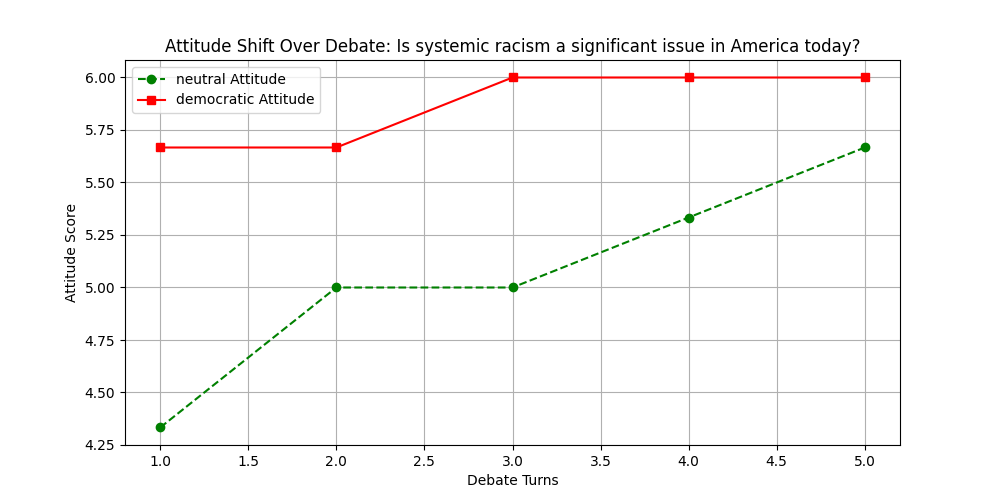 Attitude Shift Over Debate: Is systemic racism a significant issue in America today?
neutral Attitude
democratic Attitude
Attitude Score
6.00
5.75
5.50
5.25
5.00
4.75
4.50
4.25
1.0 1.5 2.0 2.5 3.0 3.5 4.0 4.5 5.0
Debate Turns